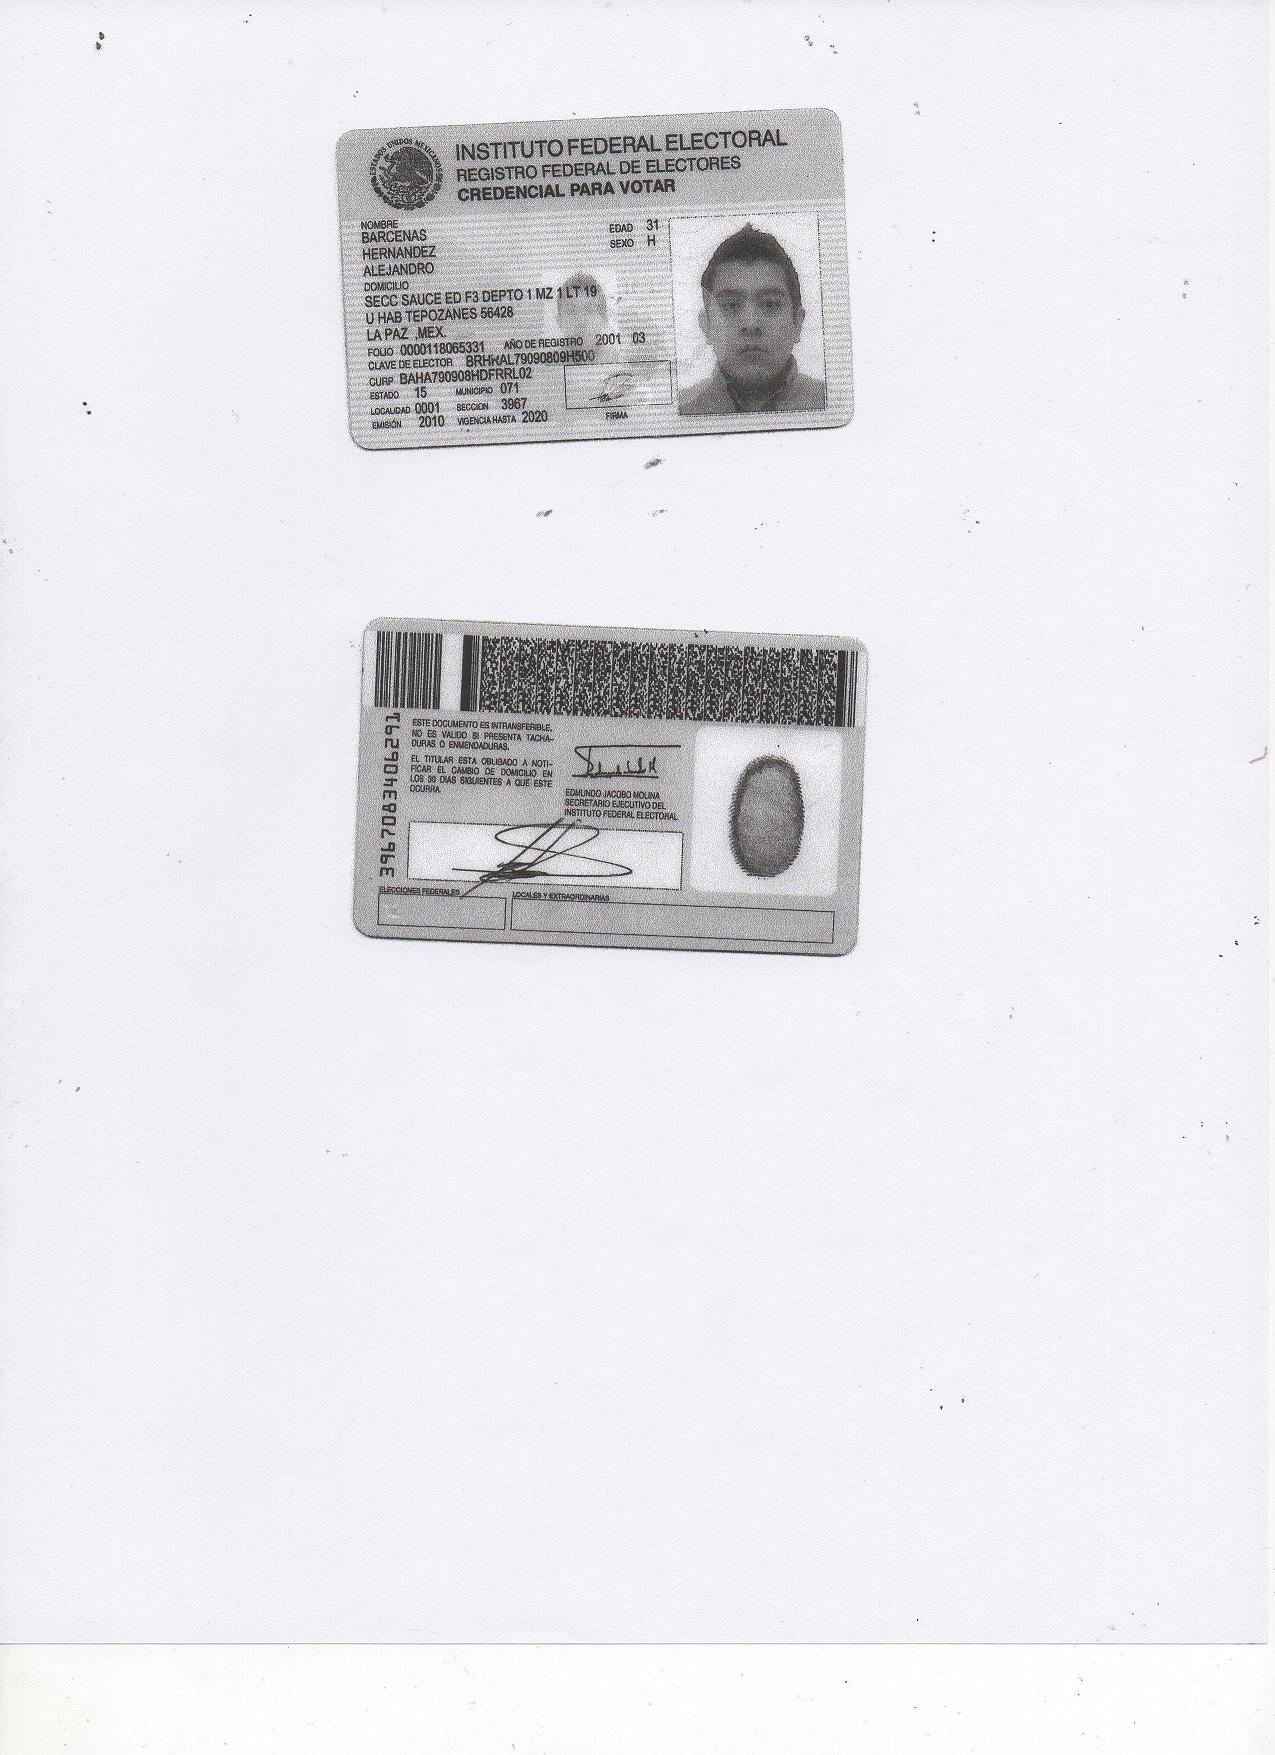 INSTITUTO FEDERAL ELECTORAL
REGISTRO FEDERAL DE ELECTORES
CREDENCIAL PARA VOTAR
NOMBRE
BARCENAS
HERNANDEZ
ALEJANDRO
EDAD 31
SEXO H
DOMICILIO
SECC SAUCE ED F3 DEPTO 1 MZ 1 LT 19
U HAB TEPOZANES 56428
LA PAZ ,MEX.
FOLIO 0000118065331 AÑO DE REGISTRO 2001 03
CLAVE DE ELECTOR BRHRAL79090809H500
CURP BAHA790908HDFRRL02
ESTADO 15 MUNICIPIO 071
LOCALIDAD 0001 SECCION 3967
EMISIÓN 2010 VIGENCIA HASTA 2020
FIRMA
ESTE DOCUMENTO ES INTRANSFERIBLE,
NO ES VALIDO SI PRESENTA TACHA-
DURAS O ENMENDADURAS.
EL TITULAR ESTA OBLIGADO A NOTI-
FICAR EL CAMBIO DE DOMICILIO EN
LOS 30 DIAS SIGUIENTES A QUE ESTE
OCURRA.
EDMUNDO JACOBO MOLINA
SECRETARIO EJECUTIVO DEL
INSTITUTO FEDERAL ELECTORAL
3967083406291
ELECCIONES FEDERALES
LOCALES Y EXTRAORDINARIAS